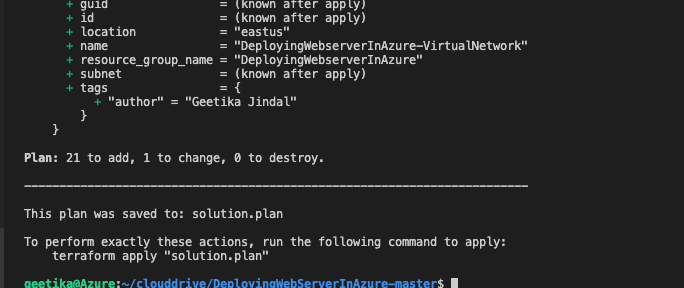 + guid = (known after apply)
+ id = (known after apply)
+ location = "eastus"
+ name = "DeployingWebserverInAzure-VirtualNetwork"
+ resource_group_name = "DeployingWebserverInAzure"
+ subnet = (known after apply)
+ tags = {
+ "author" = "Geetika Jindal"
}
}
Plan: 21 to add, 1 to change, 0 to destroy.
------------------------------------------------------------------------
This plan was saved to: solution.plan
To perform exactly these actions, run the following command to apply:
terraform apply "solution.plan"
geetika@Azure:~/clouddrive/DeployingWebServerInAzure-master$